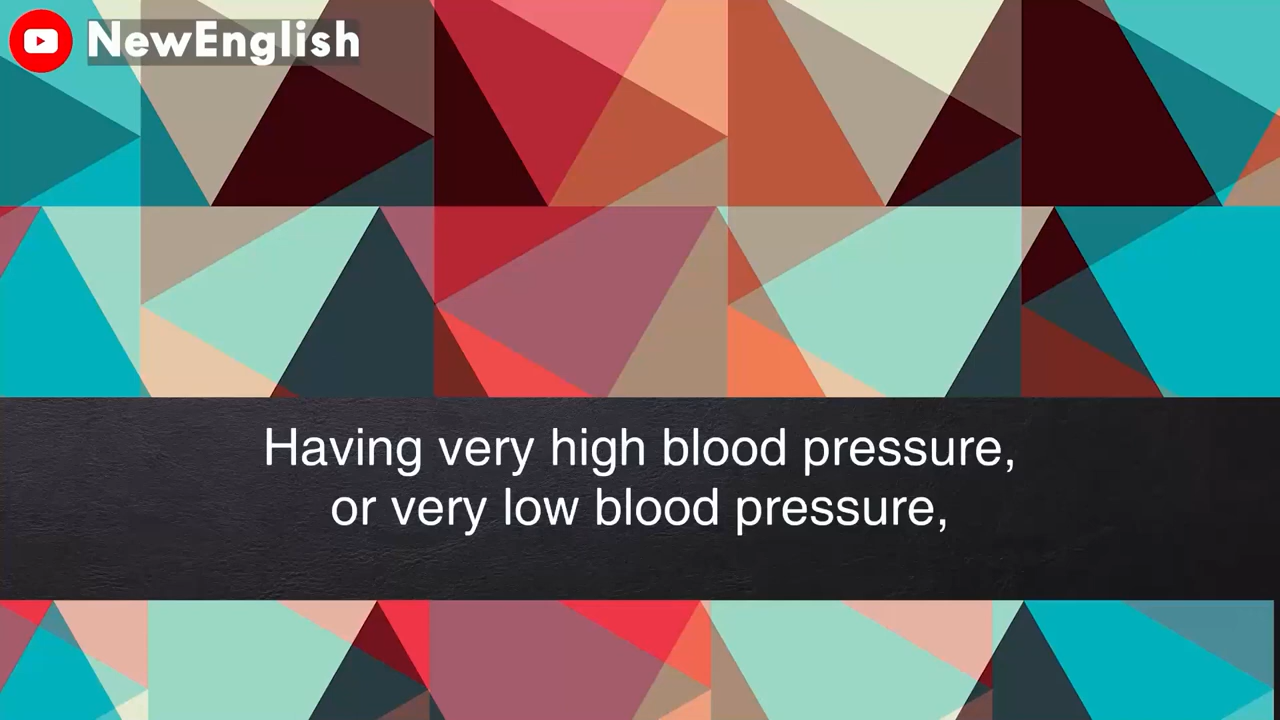 NewEnglish
Having very high blood pressure,
or very low blood pressure,